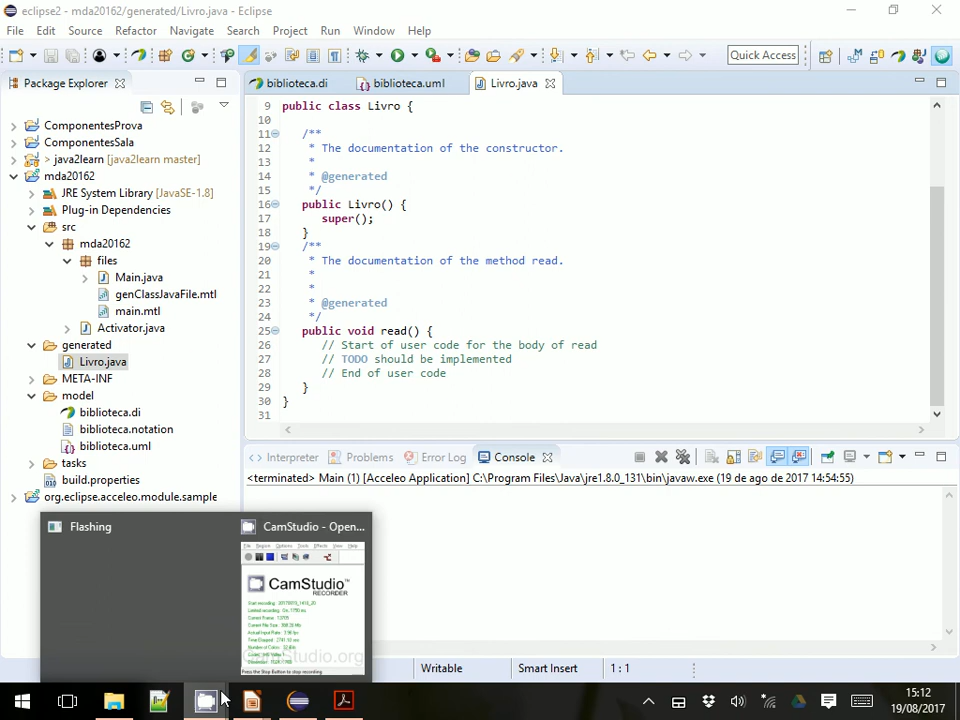 eclipse2 - mda20162/generated/Livro.java - Eclipse
File Edit Source Refactor Navigate Search Project Run Window Help
Quick Access
Package Explorer
biblioteca.di
biblioteca.uml
Livro.java
ComponentesProva
ComponentesSala
> java2learn [java2learn master]
mda20162
JRE System Library [JavaSE-1.8]
Plug-in Dependencies
src
mda20162
files
Main.java
genClassJavaFile.mtl
main.mtl
Activator.java
generated
Livro.java
META-INF
model
biblioteca.di
biblioteca.notation
biblioteca.uml
tasks
build.properties
org.eclipse.acceleo.module.sample
9 public class Livro {
10
11 /**
12 * The documentation of the constructor.
13 *
14 * @generated
15 */
16 public Livro() {
17 super();
18 }
19 /**
20 * The documentation of the method read.
21 *
22 *
23 * @generated
24 */
25 public void read() {
26 // Start of user code for the body of read
27 // TODO should be implemented
28 // End of user code
29 }
30 }
31
Interpreter Problems Error Log Console
<terminated> Main (1) [Acceleo Application] C:\Program Files\Java\jre1.8.0_131\bin\javaw.exe (19 de ago de 2017 14:54:55)
Flashing
CamStudio - Open...
CamStudio™
RECORDER
CamStudio.org
Writable
Smart Insert
1 : 1
15:12
19/08/2017